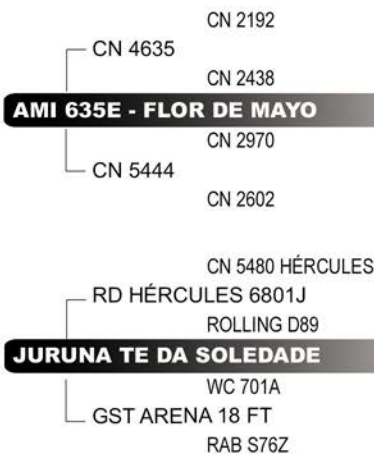 CN 2192
CN 4635
CN 2438
AMI 635E - FLOR DE MAYO
CN 2970
CN 5444
CN 2602
CN 5480 HÉRCULES
RD HÉRCULES 6801J
ROLLING D89
JURUNA TE DA SOLEDADE
WC 701A
GST ARENA 18 FT
RAB S76Z